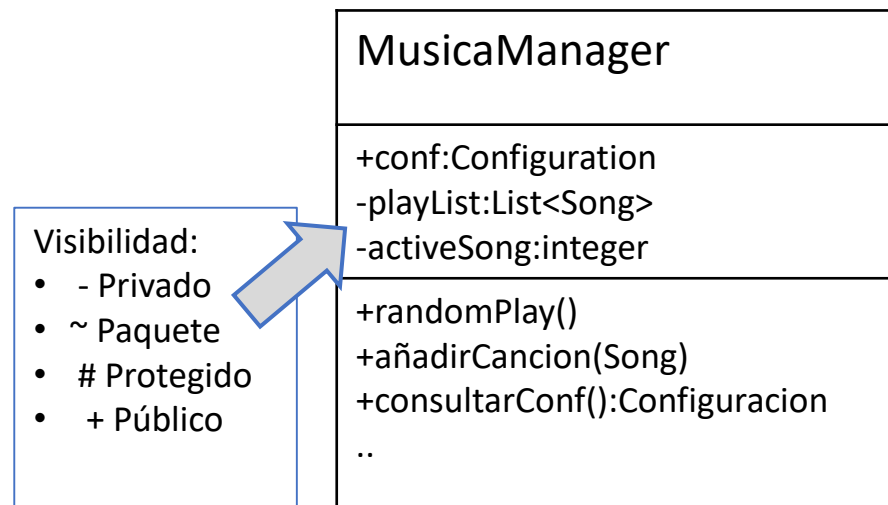 MusicaManager
+conf:Configuration
-playList:List<Song>
-activeSong:integer
+randomPlay()
+añadirCancion(Song)
+consultarConf():Configuracion
..
Visibilidad:
• - Privado
• ~ Paquete
• # Protegido
• + Público